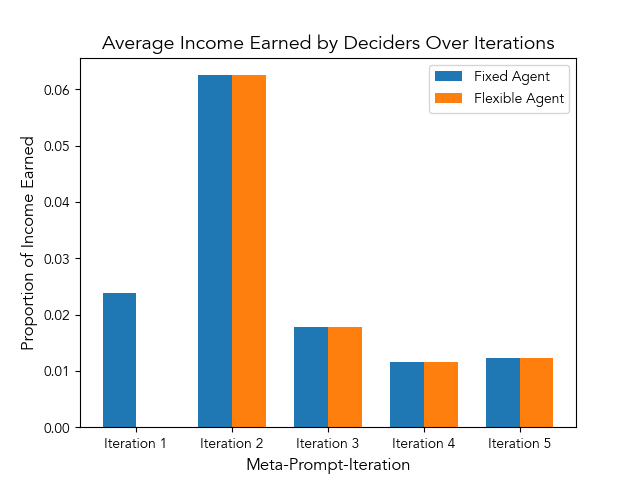 Average Income Earned by Deciders Over Iterations
Fixed Agent
Flexible Agent
Proportion of Income Earned
0.06
0.05
0.04
0.03
0.02
0.01
0.00
Iteration 1
Iteration 2
Iteration 3
Iteration 4
Iteration 5
Meta-Prompt-Iteration